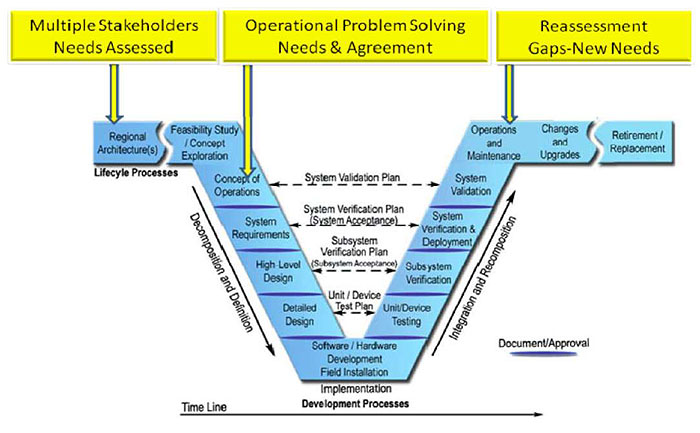 Multiple Stakeholders
Needs Assessed
Operational Problem Solving
Needs & Agreement
Reassessment
Gaps-New Needs
Regional
Architecture(s)
Feasibility Study
/ Concept
Exploration
Operations
and
Maintenance
Changes
and
Upgrades
Retirement /
Replacement
Lifecyle Processes
Concept of
Operations
System Validation Plan
System
Validation
System
Requirements
System Verification Plan
(System Acceptance)
System
Verification &
Deployment
High-Level
Design
Subsystem
Verification Plan
(Subsystem Acceptance)
Subsystem
Verification
Detailed
Design
Unit / Device
Test Plan
Unit/Device
Testing
Decomposition and Definition
Integration and Recomposition
Software / Hardware
Development
Field Installation
Implementation
Document/Approval
Development Processes
Time Line